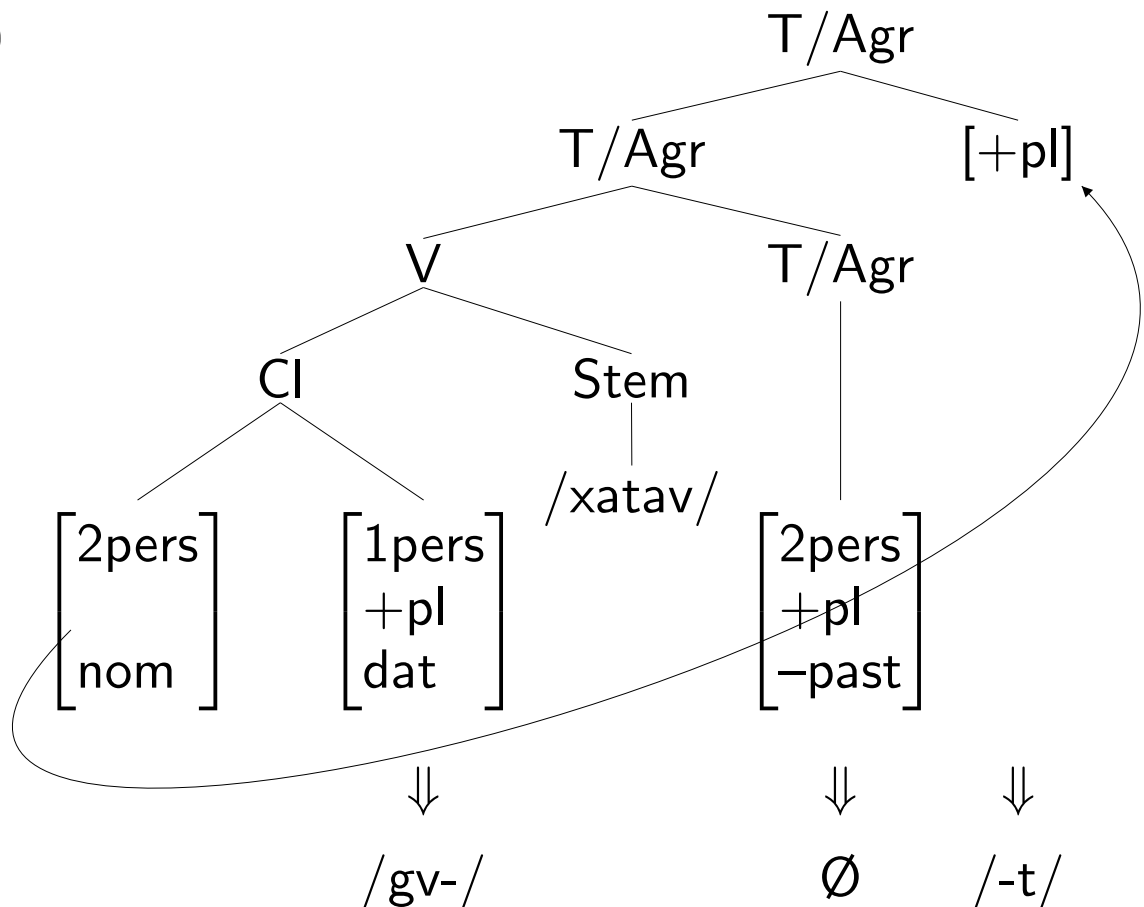 )
T/Agr
T/Agr [+pl]
V T/Agr
Cl Stem
/xatav/
2pers 1pers 2pers
+pl +pl
nom dat –past
⇓ ⇓ ⇓
/gv-/ Ø /-t/